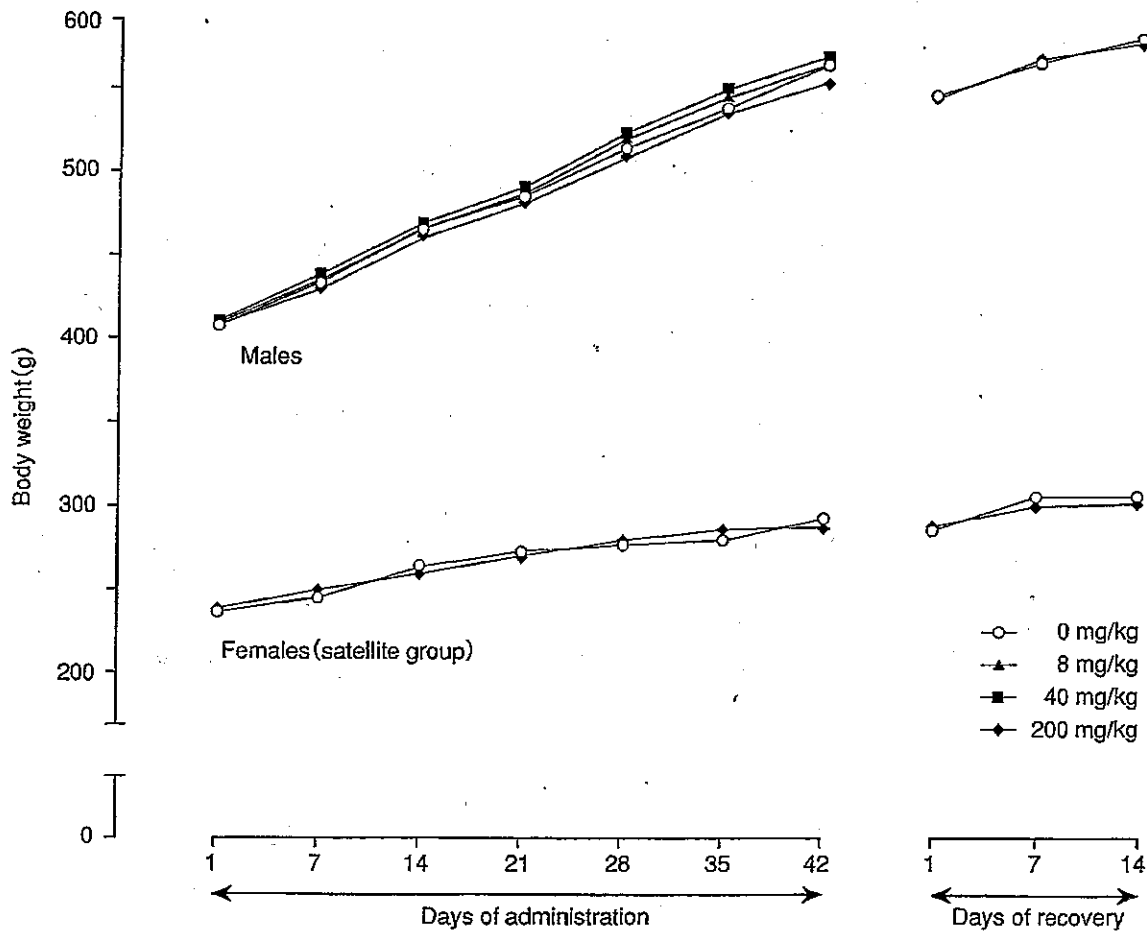 600
500
400
300
200
0
Body weight(g)
Males
Females(satellite group)
0 mg/kg
8 mg/kg
40 mg/kg
200 mg/kg
1 7 14 21 28 35 42
Days of administration
1 7 14
Days of recovery